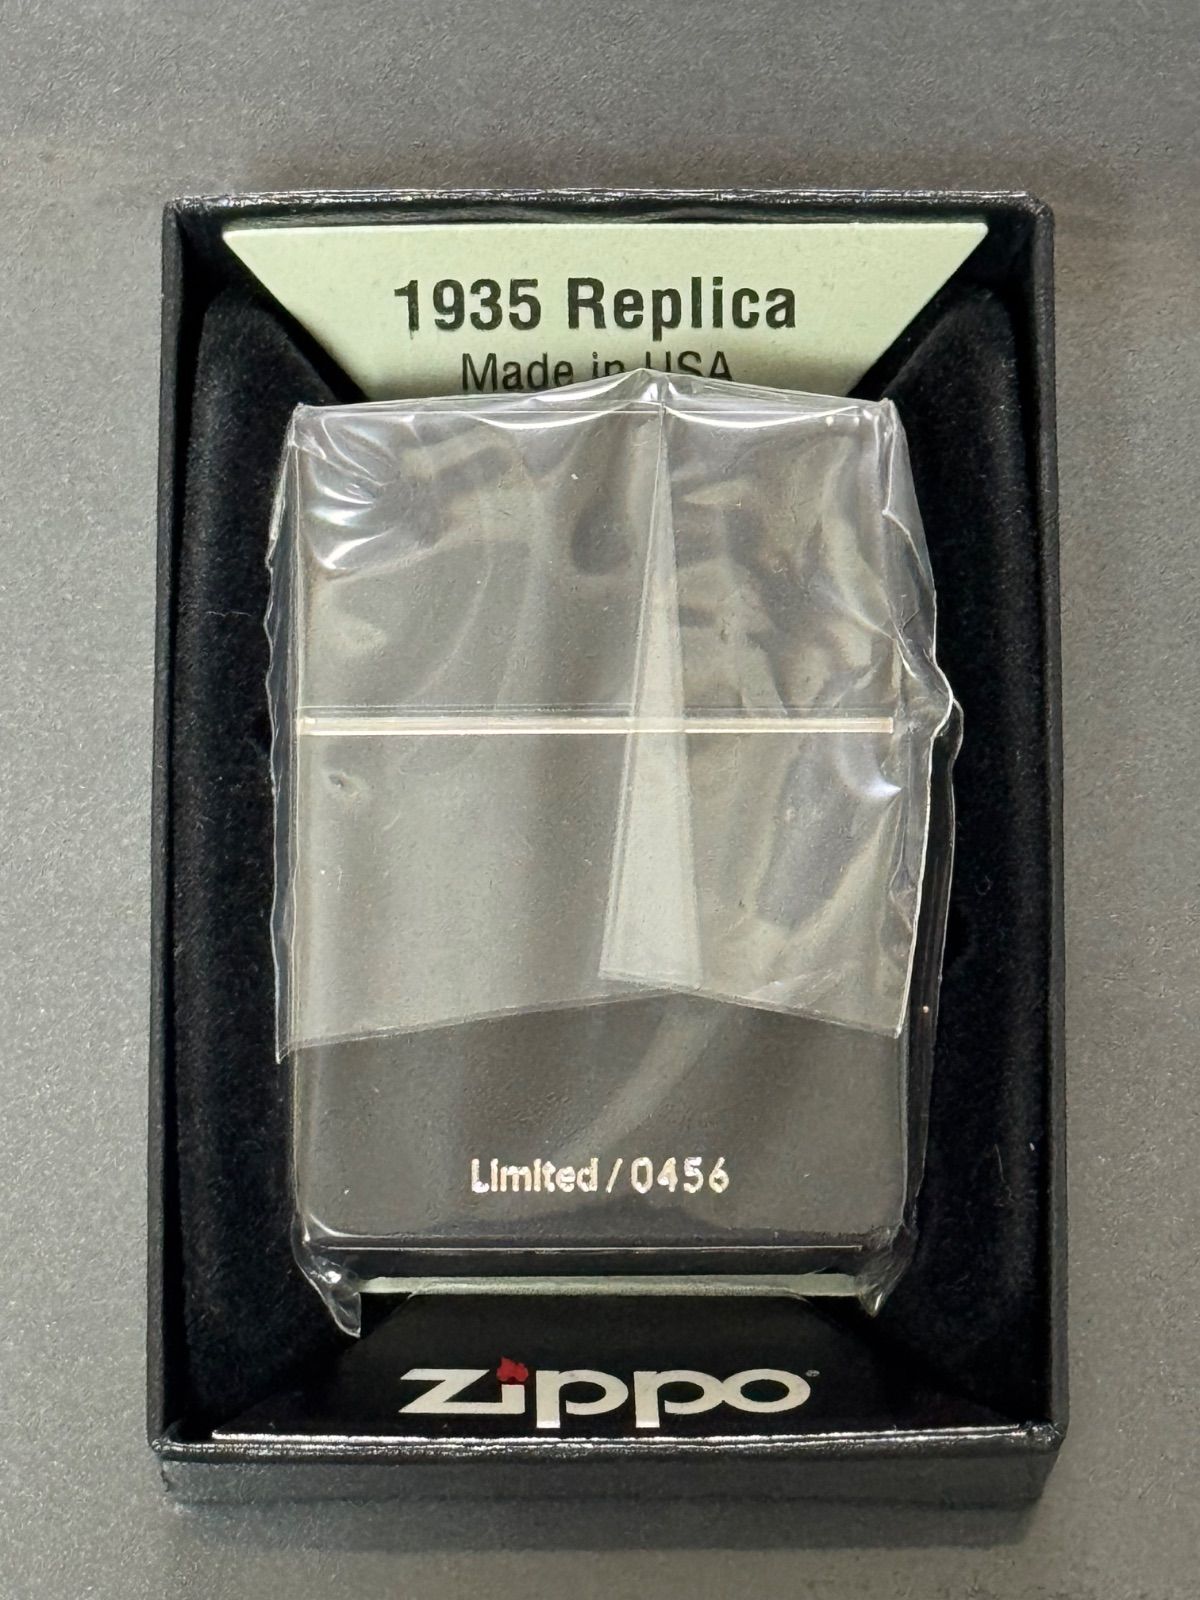 1935 Replica
Made in USA
Limited / 0456
zippo